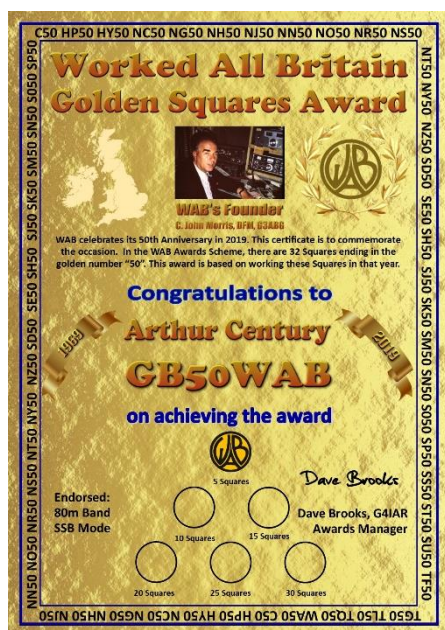 C50 HP50 HY50 NC50 NG50 NH50 NJ50 NN50 NO50 NR50 NS50
NT50 NY50 NZ50 SD50 SE50 SH50 SJ50 SK50 SM50 SN50 SO50 SP50 SS50 ST50 SU50 TF50
TG50 TL50 TQ50 WA50 C50 HP50 HY50 NC50 NG50 NH50 NJ50
NN50 NO50 NR50 NS50 NT50 NY50 NZ50 SD50 SE50 SH50 SJ50 SK50 SM50 SN50 SO50 SP50
Worked All Britain
Golden Squares Award
WAB
WAB's Founder
C. John Morris, BFM, G3ABG
WAB celebrates its 50th Anniversary in 2019. This certificate is to commemorate
the occasion. In the WAB Awards Scheme, there are 32 Squares ending in the
golden number "50". This award is based on working these Squares in that year.
Congratulations to
1969
Arthur Century
2019
GB50WAB
on achieving the award
WAB
5 Squares
Dave Brooks
Endorsed:
80m Band
SSB Mode
Dave Brooks, G4IAR
Awards Manager
10 Squares
15 Squares
20 Squares
25 Squares
30 Squares